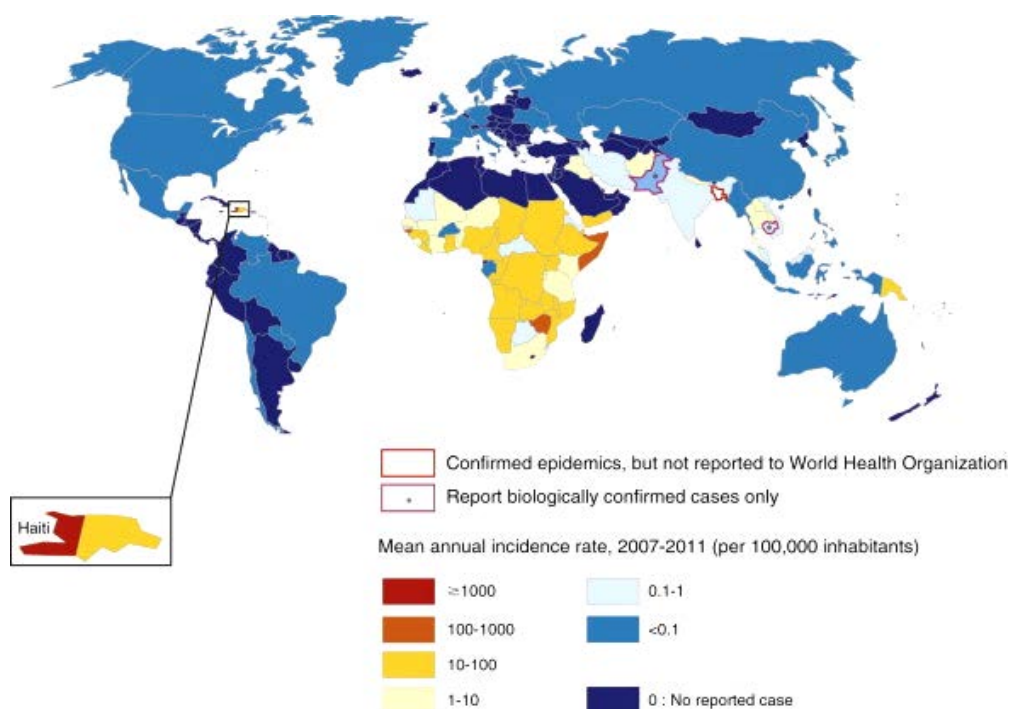 Haiti
Confirmed epidemics, but not reported to World Health Organization
Report biologically confirmed cases only
Mean annual incidence rate, 2007-2011 (per 100,000 inhabitants)
≥1000
0.1-1
100-1000
<0.1
10-100
1-10
0 : No reported case